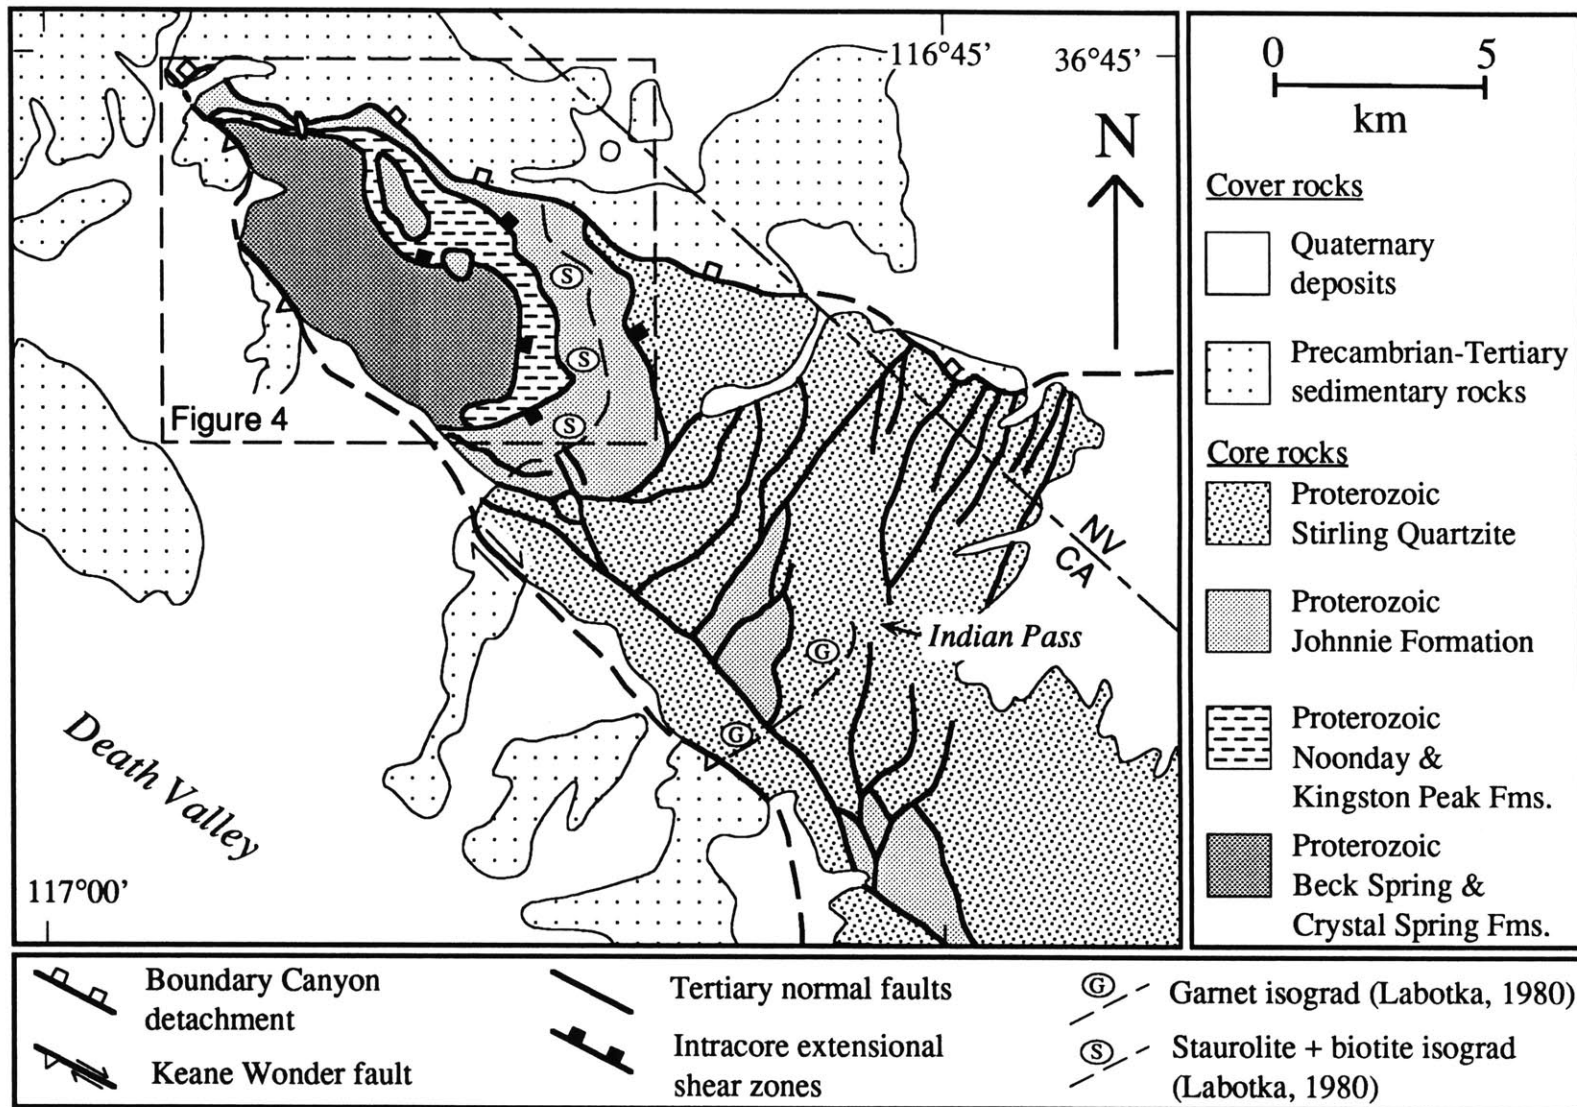 116°45’
36°45’
N
Figure 4
NV
CA
Indian Pass
Death Valley
117°00’
S
S
S
G
G
0 5
km
Cover rocks
Quaternary
deposits
Precambrian-Tertiary
sedimentary rocks
Core rocks
Proterozoic
Stirling Quartzite
Proterozoic
Johnnie Formation
Proterozoic
Noonday &
Kingston Peak Fms.
Proterozoic
Beck Spring &
Crystal Spring Fms.
Boundary Canyon
detachment
Keane Wonder fault
Tertiary normal faults
Intracore extensional
shear zones
G Garnet isograd (Labotka, 1980)
S Staurolite + biotite isograd
(Labotka, 1980)